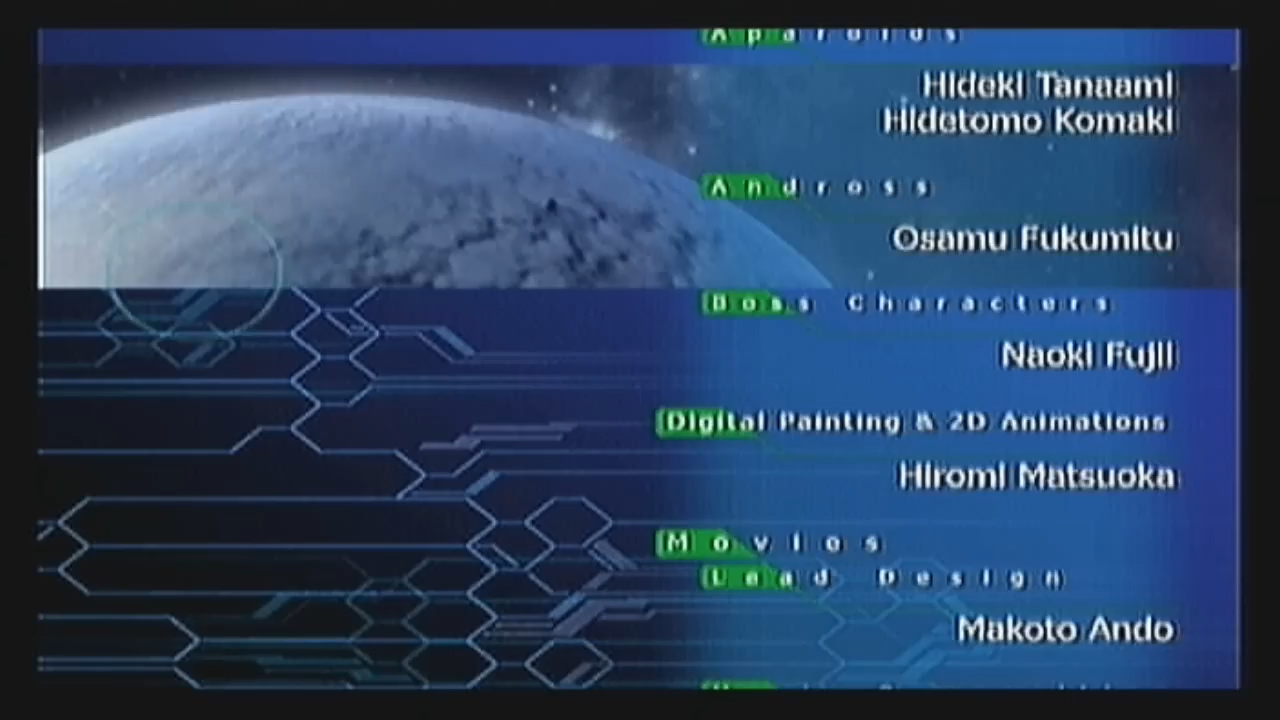 Aparoids
Hideki Tanaami
Hidetomo Komaki
Andross
Osamu Fukumitu
Boss Characters
Naoki Fujii
Digital Painting & 2D Animations
Hiromi Matsuoka
Movies
Lead Design
Makoto Ando